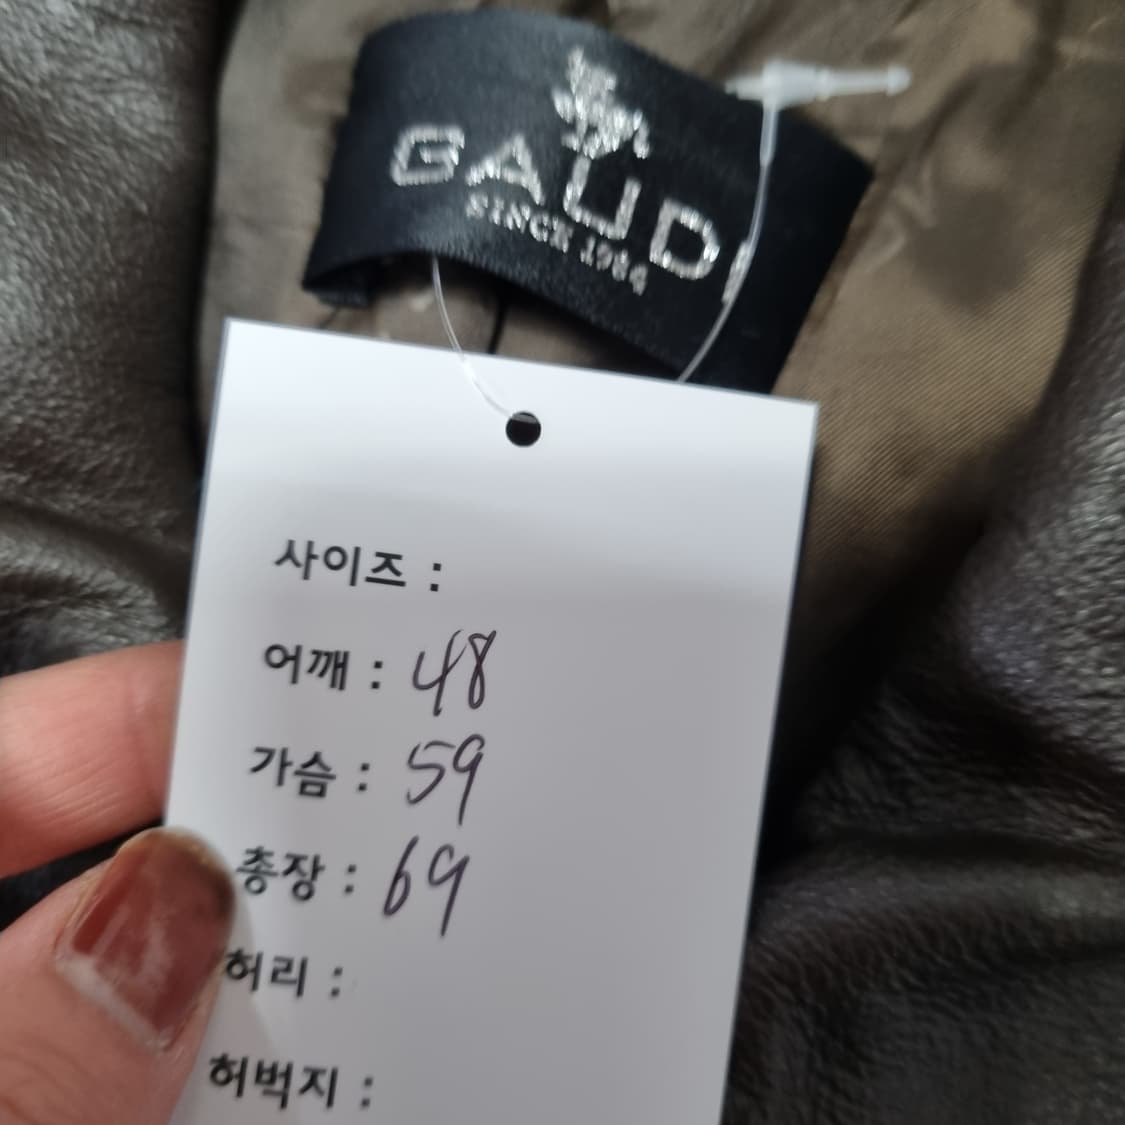 GAUDI
SINCE 1984
사이즈 :
어깨 : 48
가슴 : 59
총장 : 69
허리 :
허벅지 :